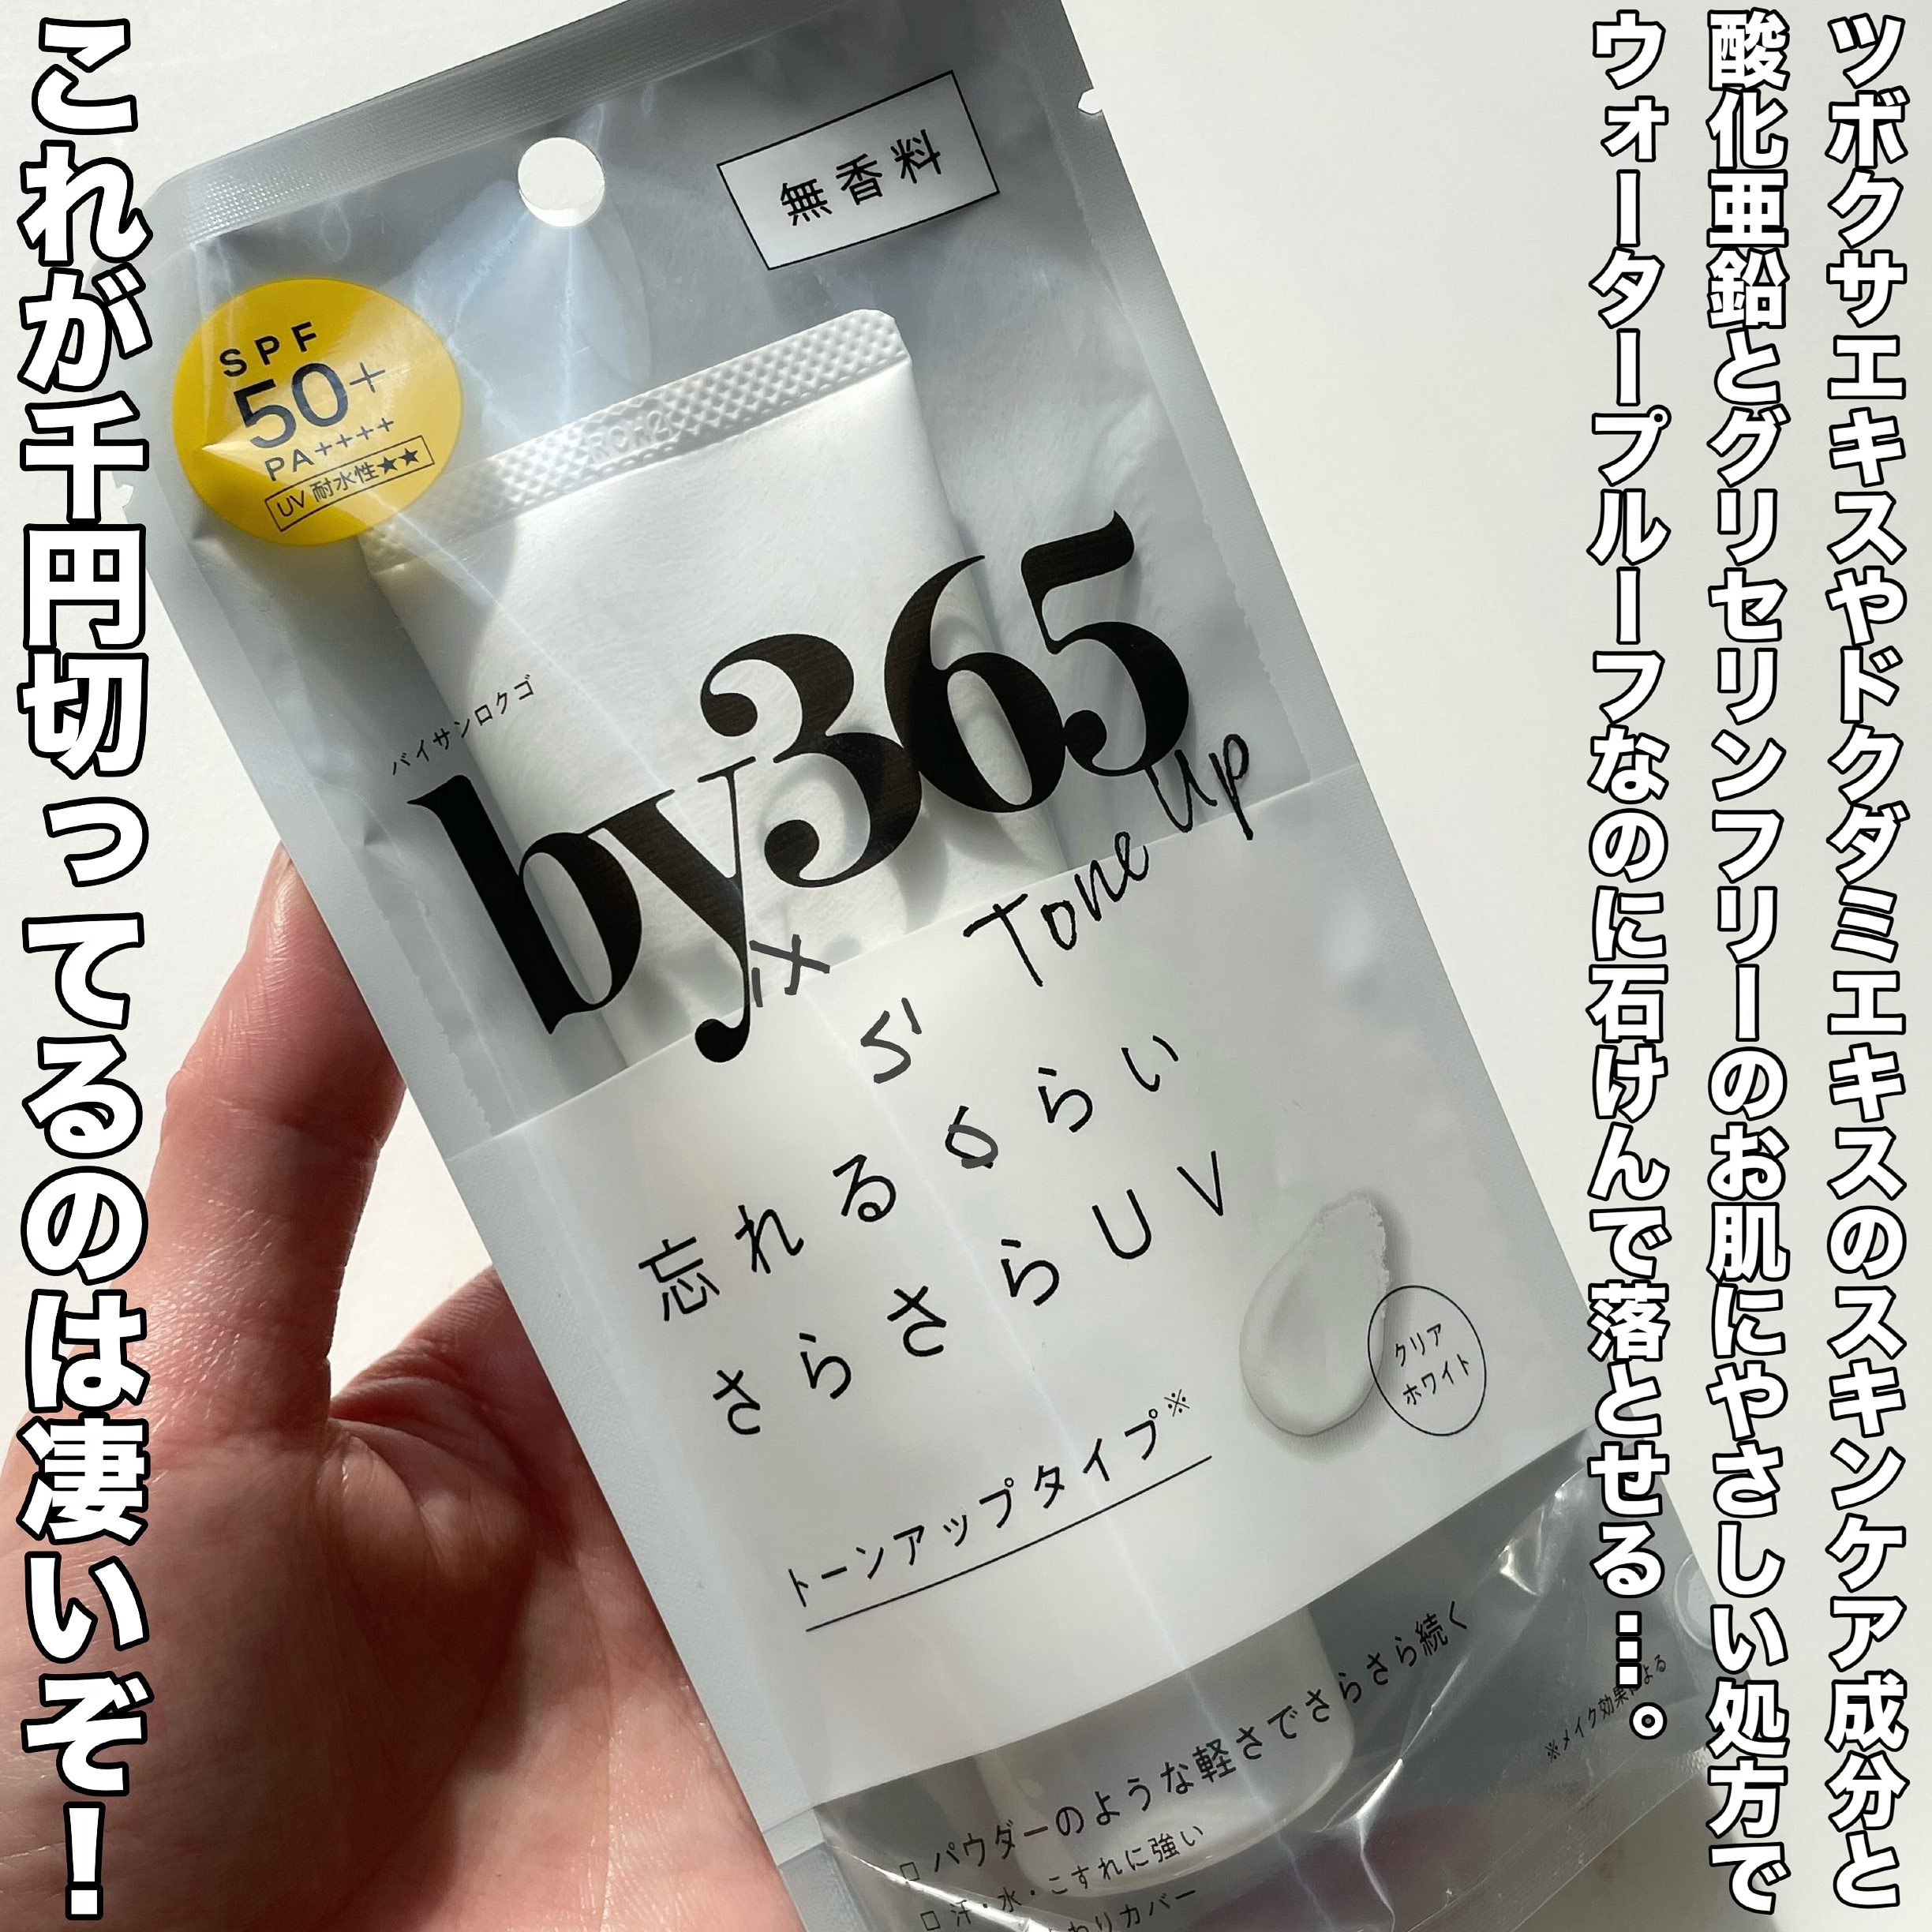 ツボクサエキスやドクダミエキスのスキンケア成分と
酸化亜鉛とグリセリンフリーのお肌にやさしい処方で
ウォータープルーフなのに石けんで落とせる…。
無香料
SPF
50+
PA++++
UV 耐水性★★
バイサンロクゴ
by365
Tone Up
忘れるくらい
さらさらUV
トーンアップタイプ※
クリア
ホワイト
□ パウダーのような軽さでさらさら続く
□ 汗・水・こすれに強い
カバー
※メイク効果による
これが千円切ってるのは凄いぞ！